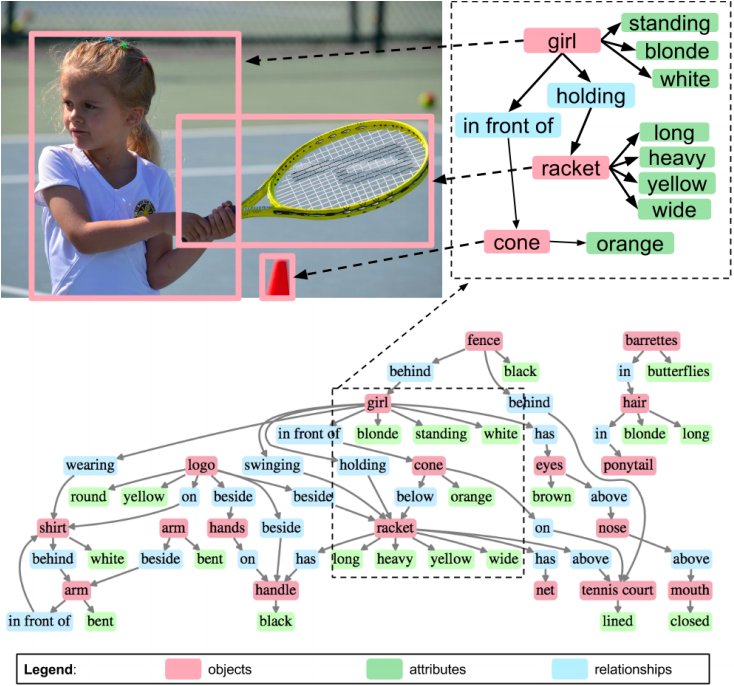 girl
standing
blonde
white
holding
in front of
long
heavy
racket
yellow
wide
cone
orange
fence
barrettes
behind
black
in
butterflies
girl
behind
hair
in front of
blonde
standing
white
has
in
blonde
long
wearing
logo
swinging
holding
cone
eyes
ponytail
round
yellow
on
beside
beside
below
orange
brown
above
shirt
arm
hands
beside
racket
on
nose
behind
white
beside
bent
on
has
long
heavy
yellow
wide
has
above
above
arm
handle
net
tennis court
mouth
in front of
bent
black
lined
closed
Legend:
objects
attributes
relationships